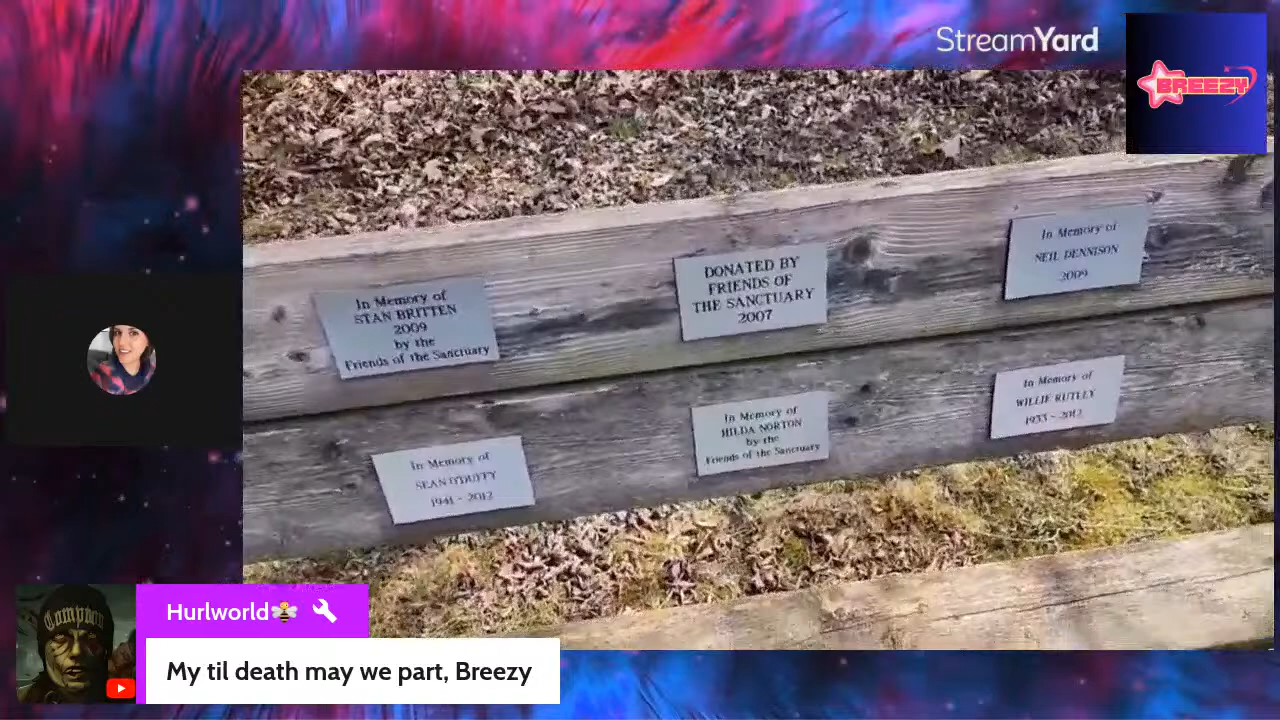 StreamYard
BREEZY
In Memory of
STAN BRITTEN
2009
by the
Friends of the Sanctuary
DONATED BY
FRIENDS OF
THE SANCTUARY
2007
In Memory of
NEIL DENNISON
2009
In Memory of
SEAN O'DUFFY
1941 - 2012
In Memory of
HILDA NORTON
by the
Friends of the Sanctuary
In Memory of
WILLIE RUTLEY
1933 - 2012
Compton
Hurlworld🐝 🔧
My til death may we part, Breezy